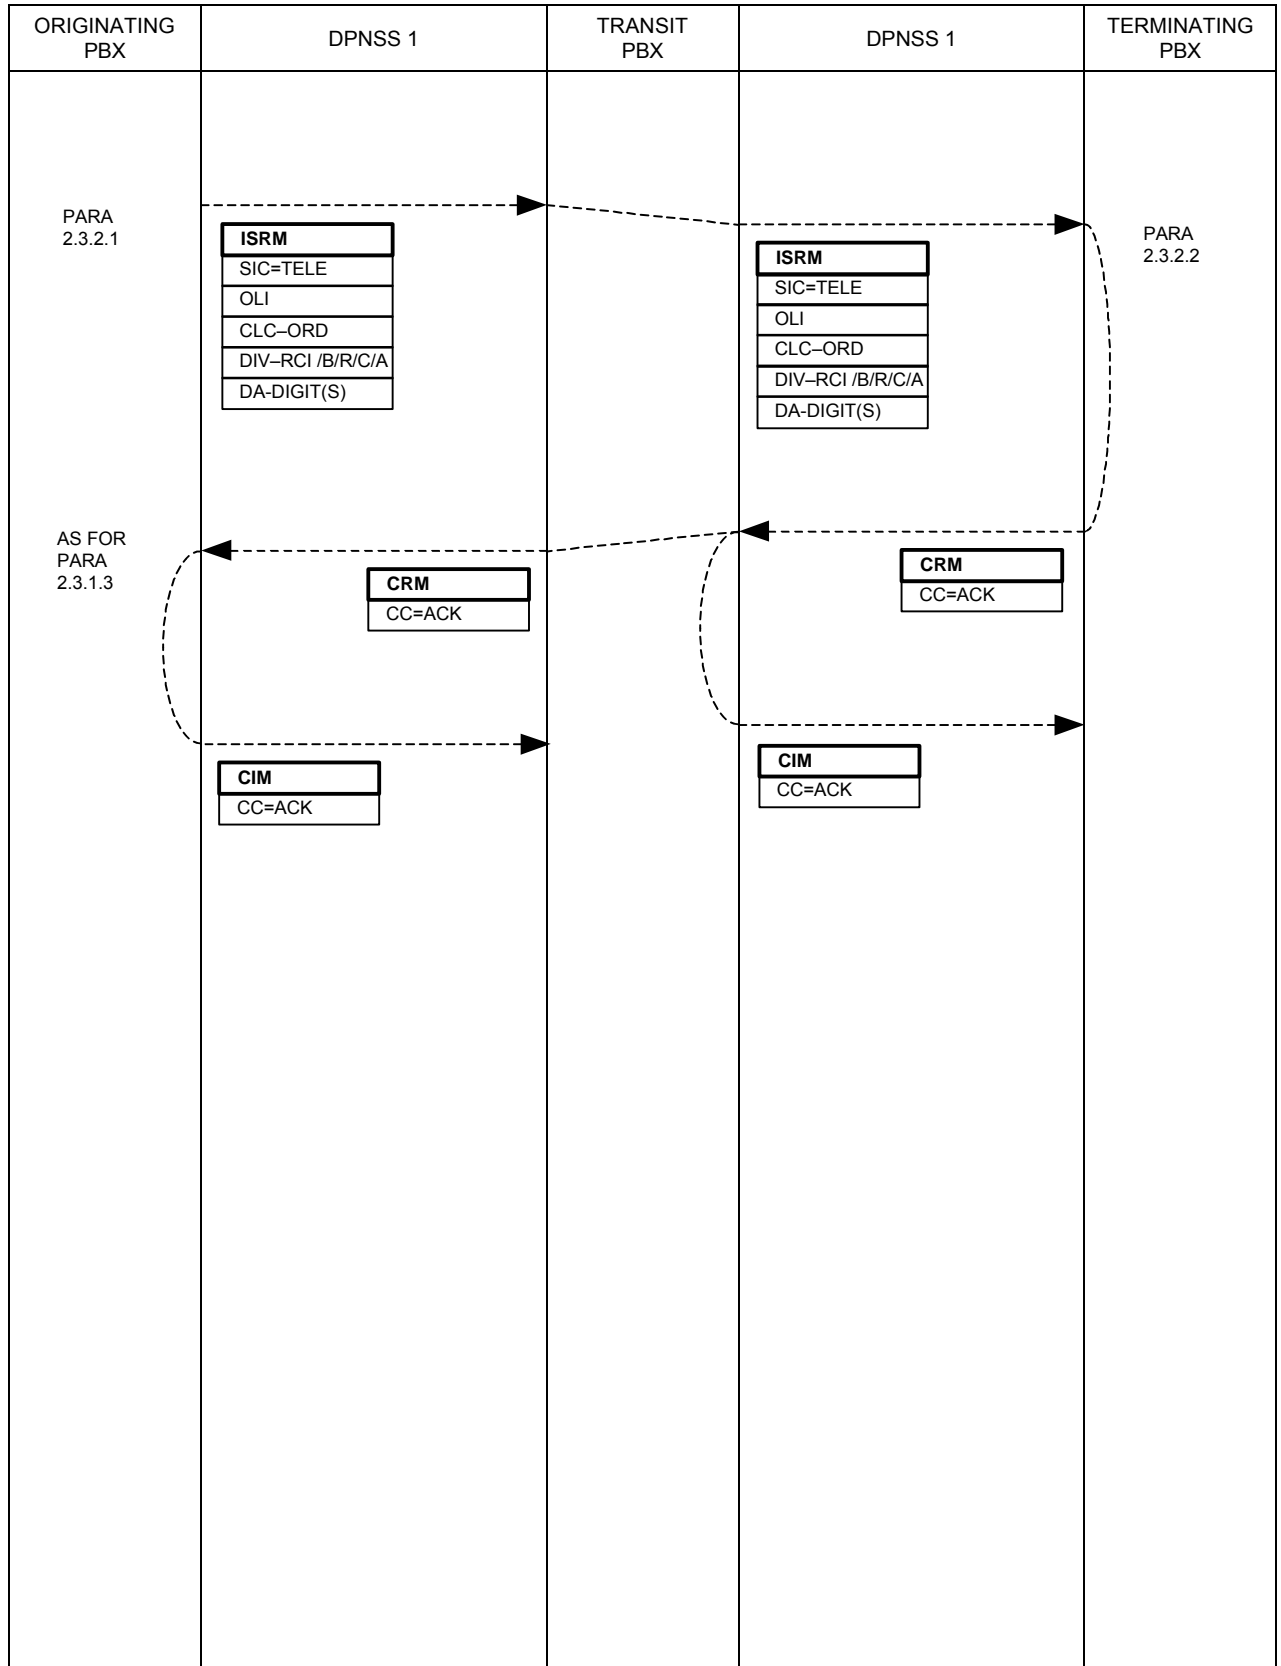 ORIGINATING
PBX
DPNSS 1
TRANSIT
PBX
DPNSS 1
TERMINATING
PBX
PARA
2.3.2.1
ISRM
SIC=TELE
OLI
CLC–ORD
DIV–RCI /B/R/C/A
DA-DIGIT(S)
ISRM
SIC=TELE
OLI
CLC–ORD
DIV–RCI /B/R/C/A
DA-DIGIT(S)
PARA
2.3.2.2
AS FOR
PARA
2.3.1.3
CRM
CC=ACK
CRM
CC=ACK
CIM
CC=ACK
CIM
CC=ACK